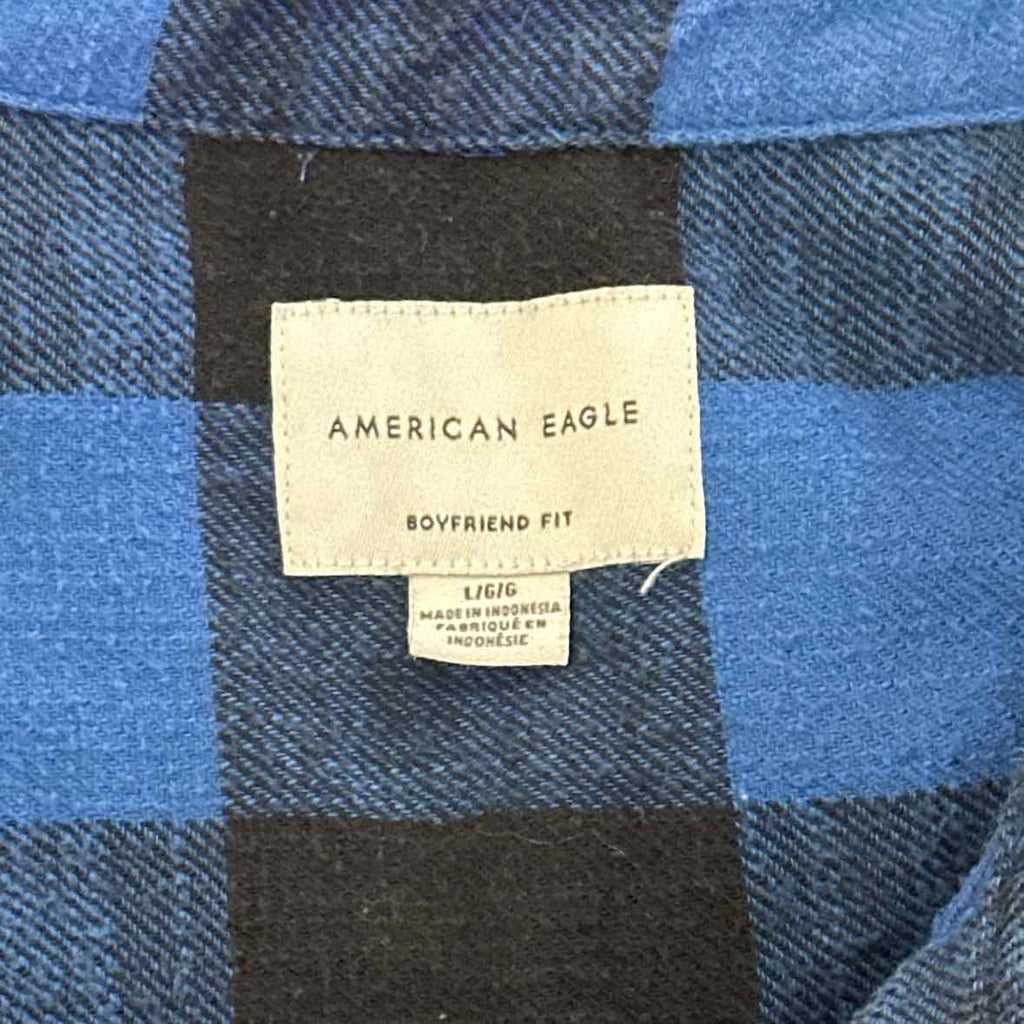 AMERICAN EAGLE
BOYFRIEND FIT
L/G/G
MADE IN INDONESIA
FABRIQUÉ EN
INDONÉSIE